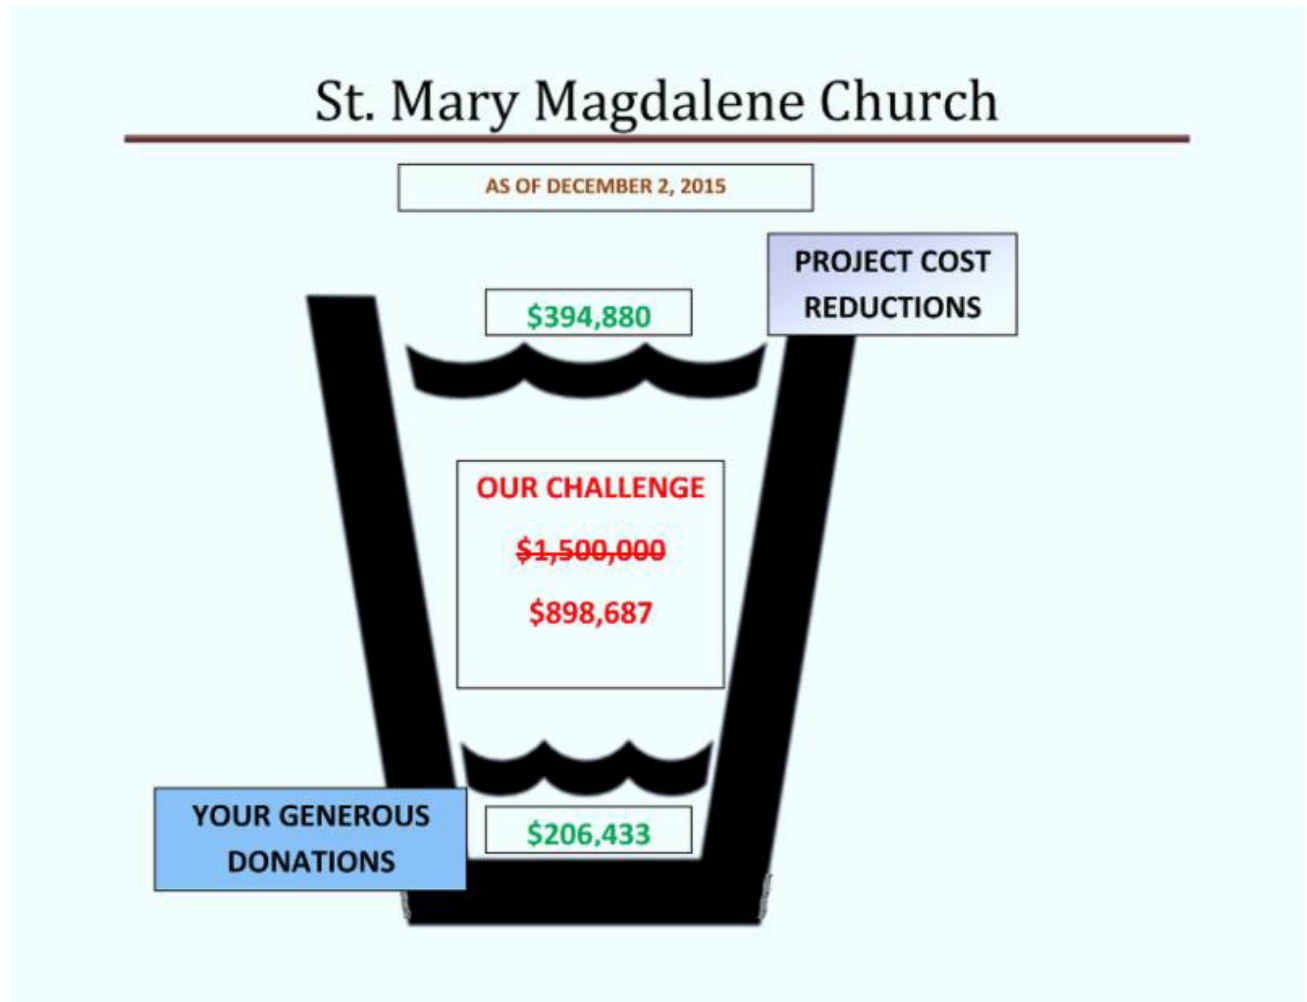 St. Mary Magdalene Church
AS OF DECEMBER 2, 2015
PROJECT COST
REDUCTIONS
$394,880
OUR CHALLENGE
$1,500,000
$898,687
YOUR GENEROUS
DONATIONS
$206,433